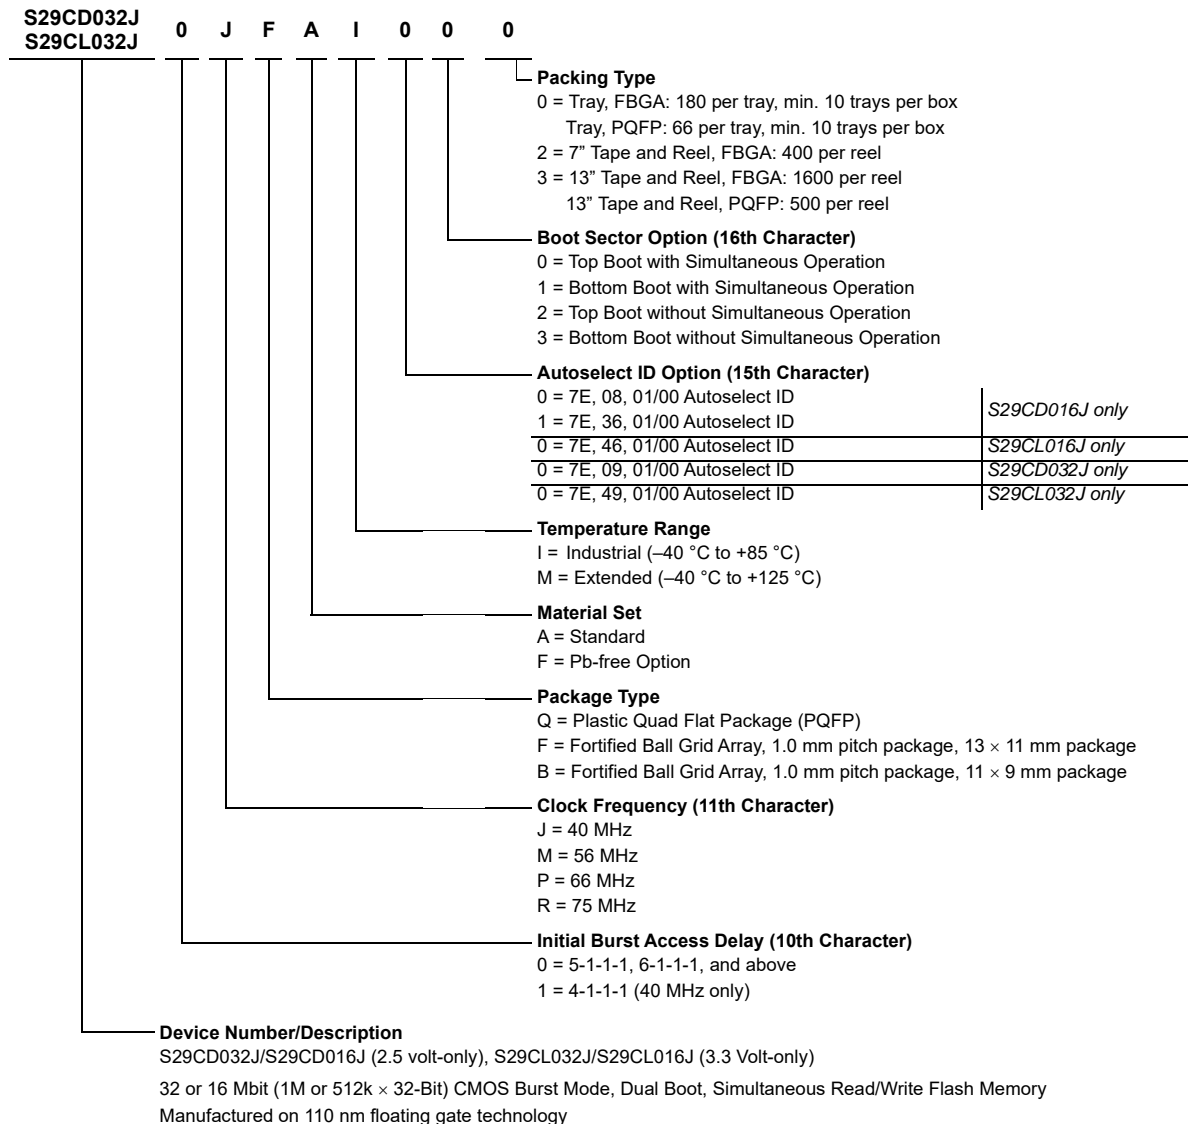 S29CD032J
S29CL032J
0 J F A I 0 0 0
Packing Type
0 = Tray, FBGA: 180 per tray, min. 10 trays per box
Tray, PQFP: 66 per tray, min. 10 trays per box
2 = 7” Tape and Reel, FBGA: 400 per reel
3 = 13” Tape and Reel, FBGA: 1600 per reel
13” Tape and Reel, PQFP: 500 per reel
Boot Sector Option (16th Character)
0 = Top Boot with Simultaneous Operation
1 = Bottom Boot with Simultaneous Operation
2 = Top Boot without Simultaneous Operation
3 = Bottom Boot without Simultaneous Operation
Autoselect ID Option (15th Character)
0 = 7E, 08, 01/00 Autoselect ID
1 = 7E, 36, 01/00 Autoselect ID
S29CD016J only
0 = 7E, 46, 01/00 Autoselect ID S29CL016J only
0 = 7E, 09, 01/00 Autoselect ID S29CD032J only
0 = 7E, 49, 01/00 Autoselect ID S29CL032J only
Temperature Range
I = Industrial (–40 °C to +85 °C)
M = Extended (–40 °C to +125 °C)
Material Set
A = Standard
F = Pb-free Option
Package Type
Q = Plastic Quad Flat Package (PQFP)
F = Fortified Ball Grid Array, 1.0 mm pitch package, 13 × 11 mm package
B = Fortified Ball Grid Array, 1.0 mm pitch package, 11 × 9 mm package
Clock Frequency (11th Character)
J = 40 MHz
M = 56 MHz
P = 66 MHz
R = 75 MHz
Initial Burst Access Delay (10th Character)
0 = 5-1-1-1, 6-1-1-1, and above
1 = 4-1-1-1 (40 MHz only)
Device Number/Description
S29CD032J/S29CD016J (2.5 volt-only), S29CL032J/S29CL016J (3.3 Volt-only)
32 or 16 Mbit (1M or 512k × 32-Bit) CMOS Burst Mode, Dual Boot, Simultaneous Read/Write Flash Memory
Manufactured on 110 nm floating gate technology